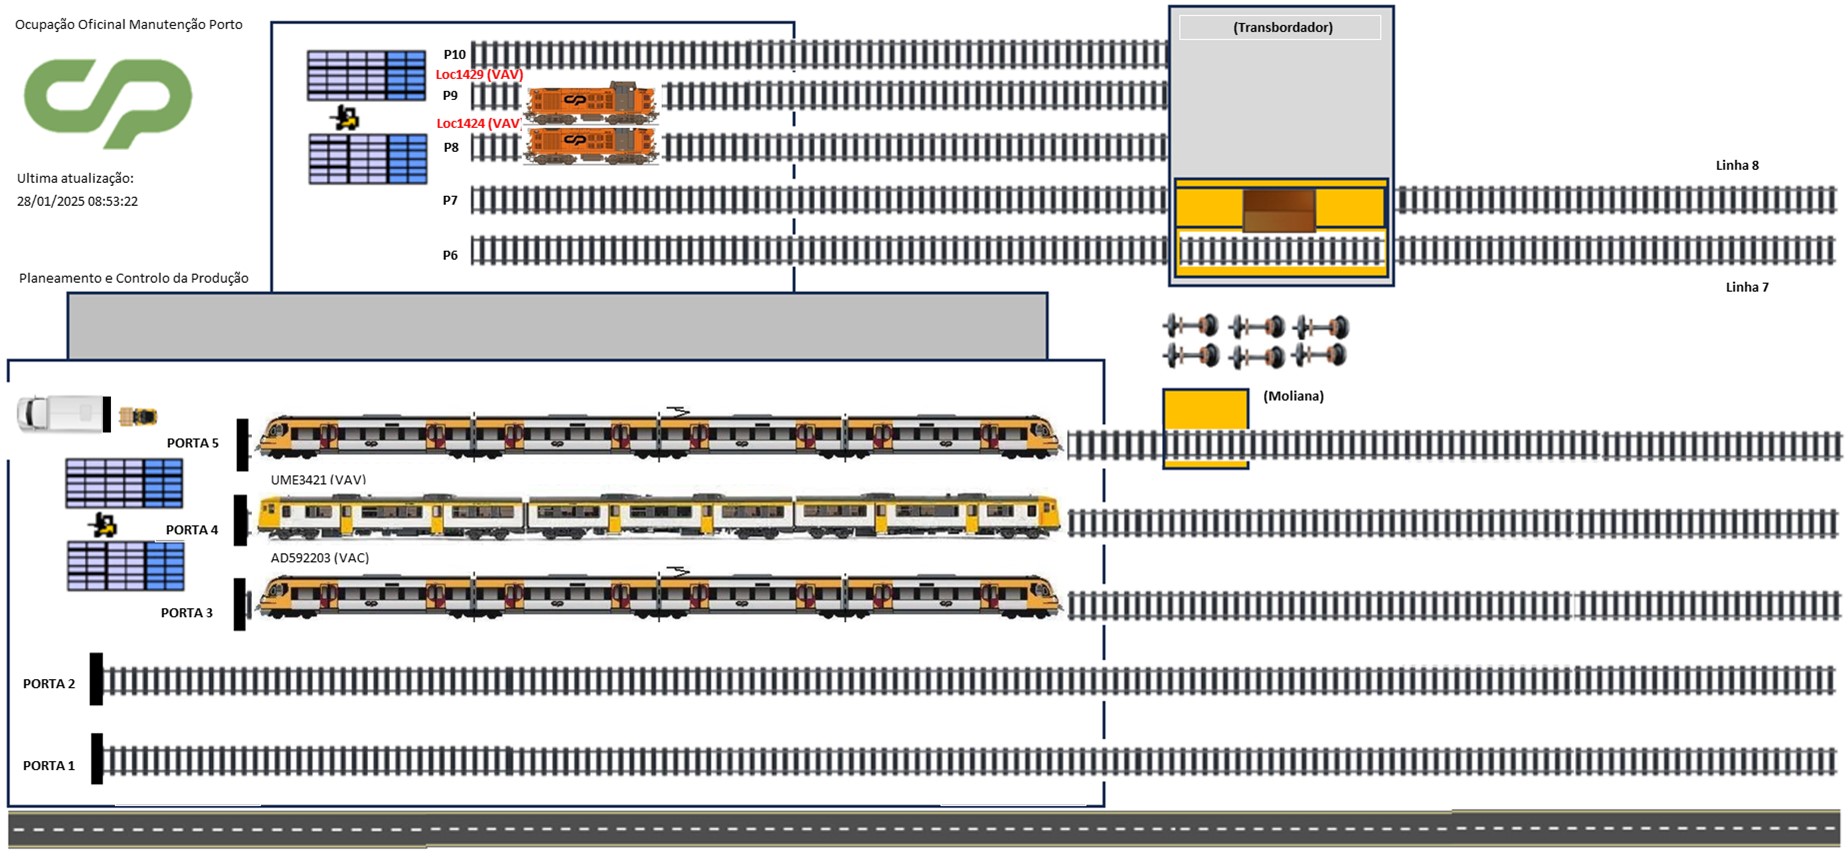 Ocupação Oficinal Manutenção Porto
(Transbordador)
P10
Loc1429 (VAV)
P9
Loc1424 (VAV)
P8
Linha 8
Ultima atualização:
28/01/2025 08:53:22
P7
P6
Planeamento e Controlo da Produção
Linha 7
(Moliana)
PORTA 5
UME3421 (VAV)
PORTA 4
AD592203 (VAC)
PORTA 3
PORTA 2
PORTA 1